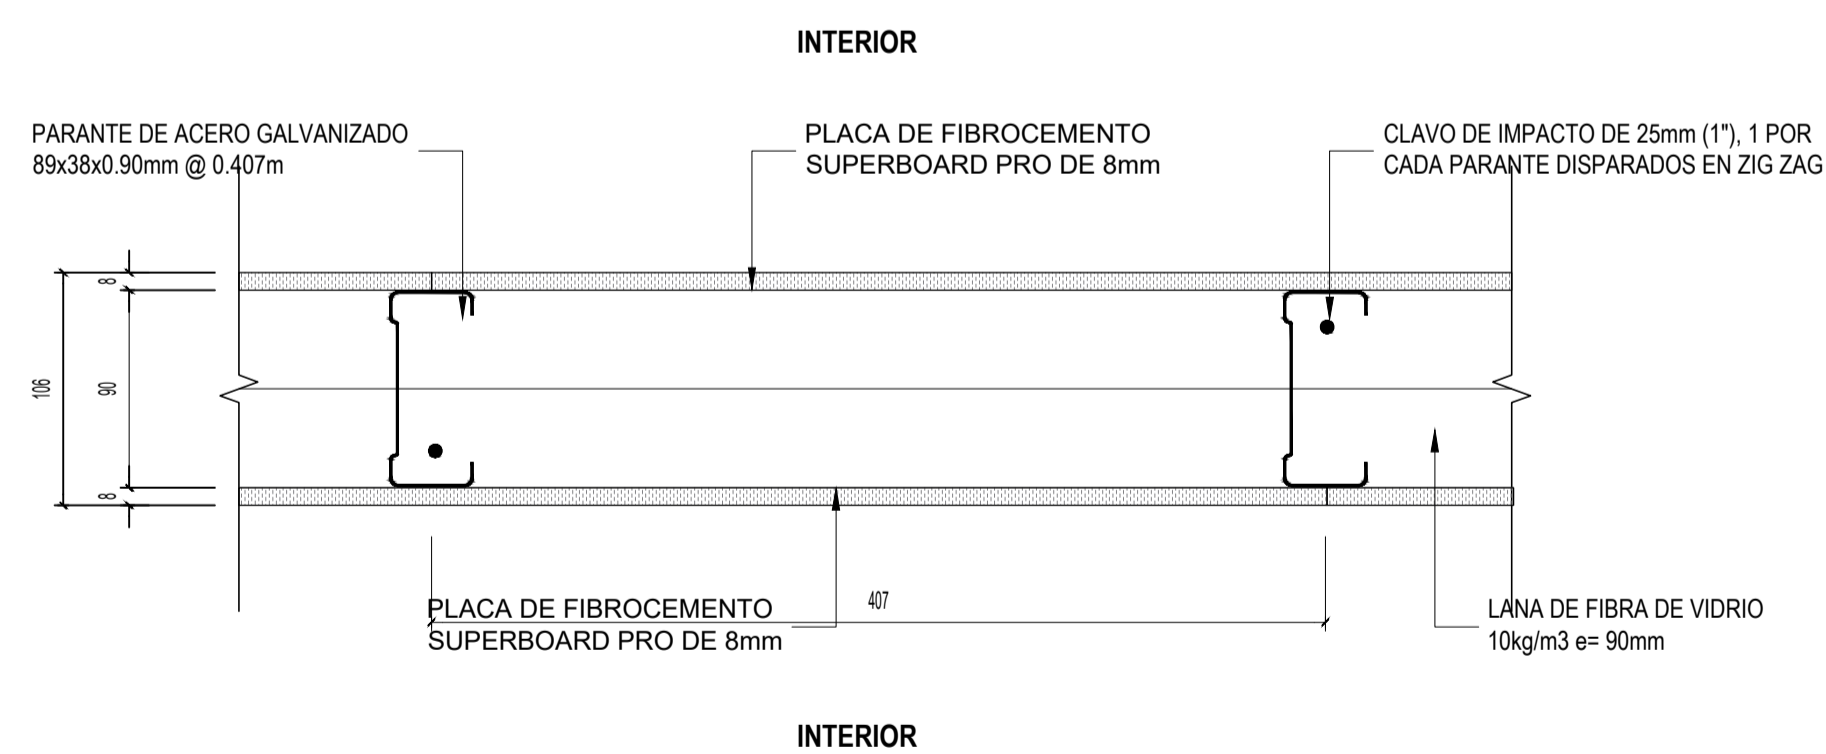 INTERIOR
PARANTE DE ACERO GALVANIZADO
89x38x0.90mm @ 0.407m
PLACA DE FIBROCEMENTO
SUPERBOARD PRO DE 8mm
CLAVO DE IMPACTO DE 25mm (1"), 1 POR
CADA PARANTE DISPARADOS EN ZIG ZAG
8
106
90
8
407
PLACA DE FIBROCEMENTO
SUPERBOARD PRO DE 8mm
LANA DE FIBRA DE VIDRIO
10kg/m3 e= 90mm
INTERIOR